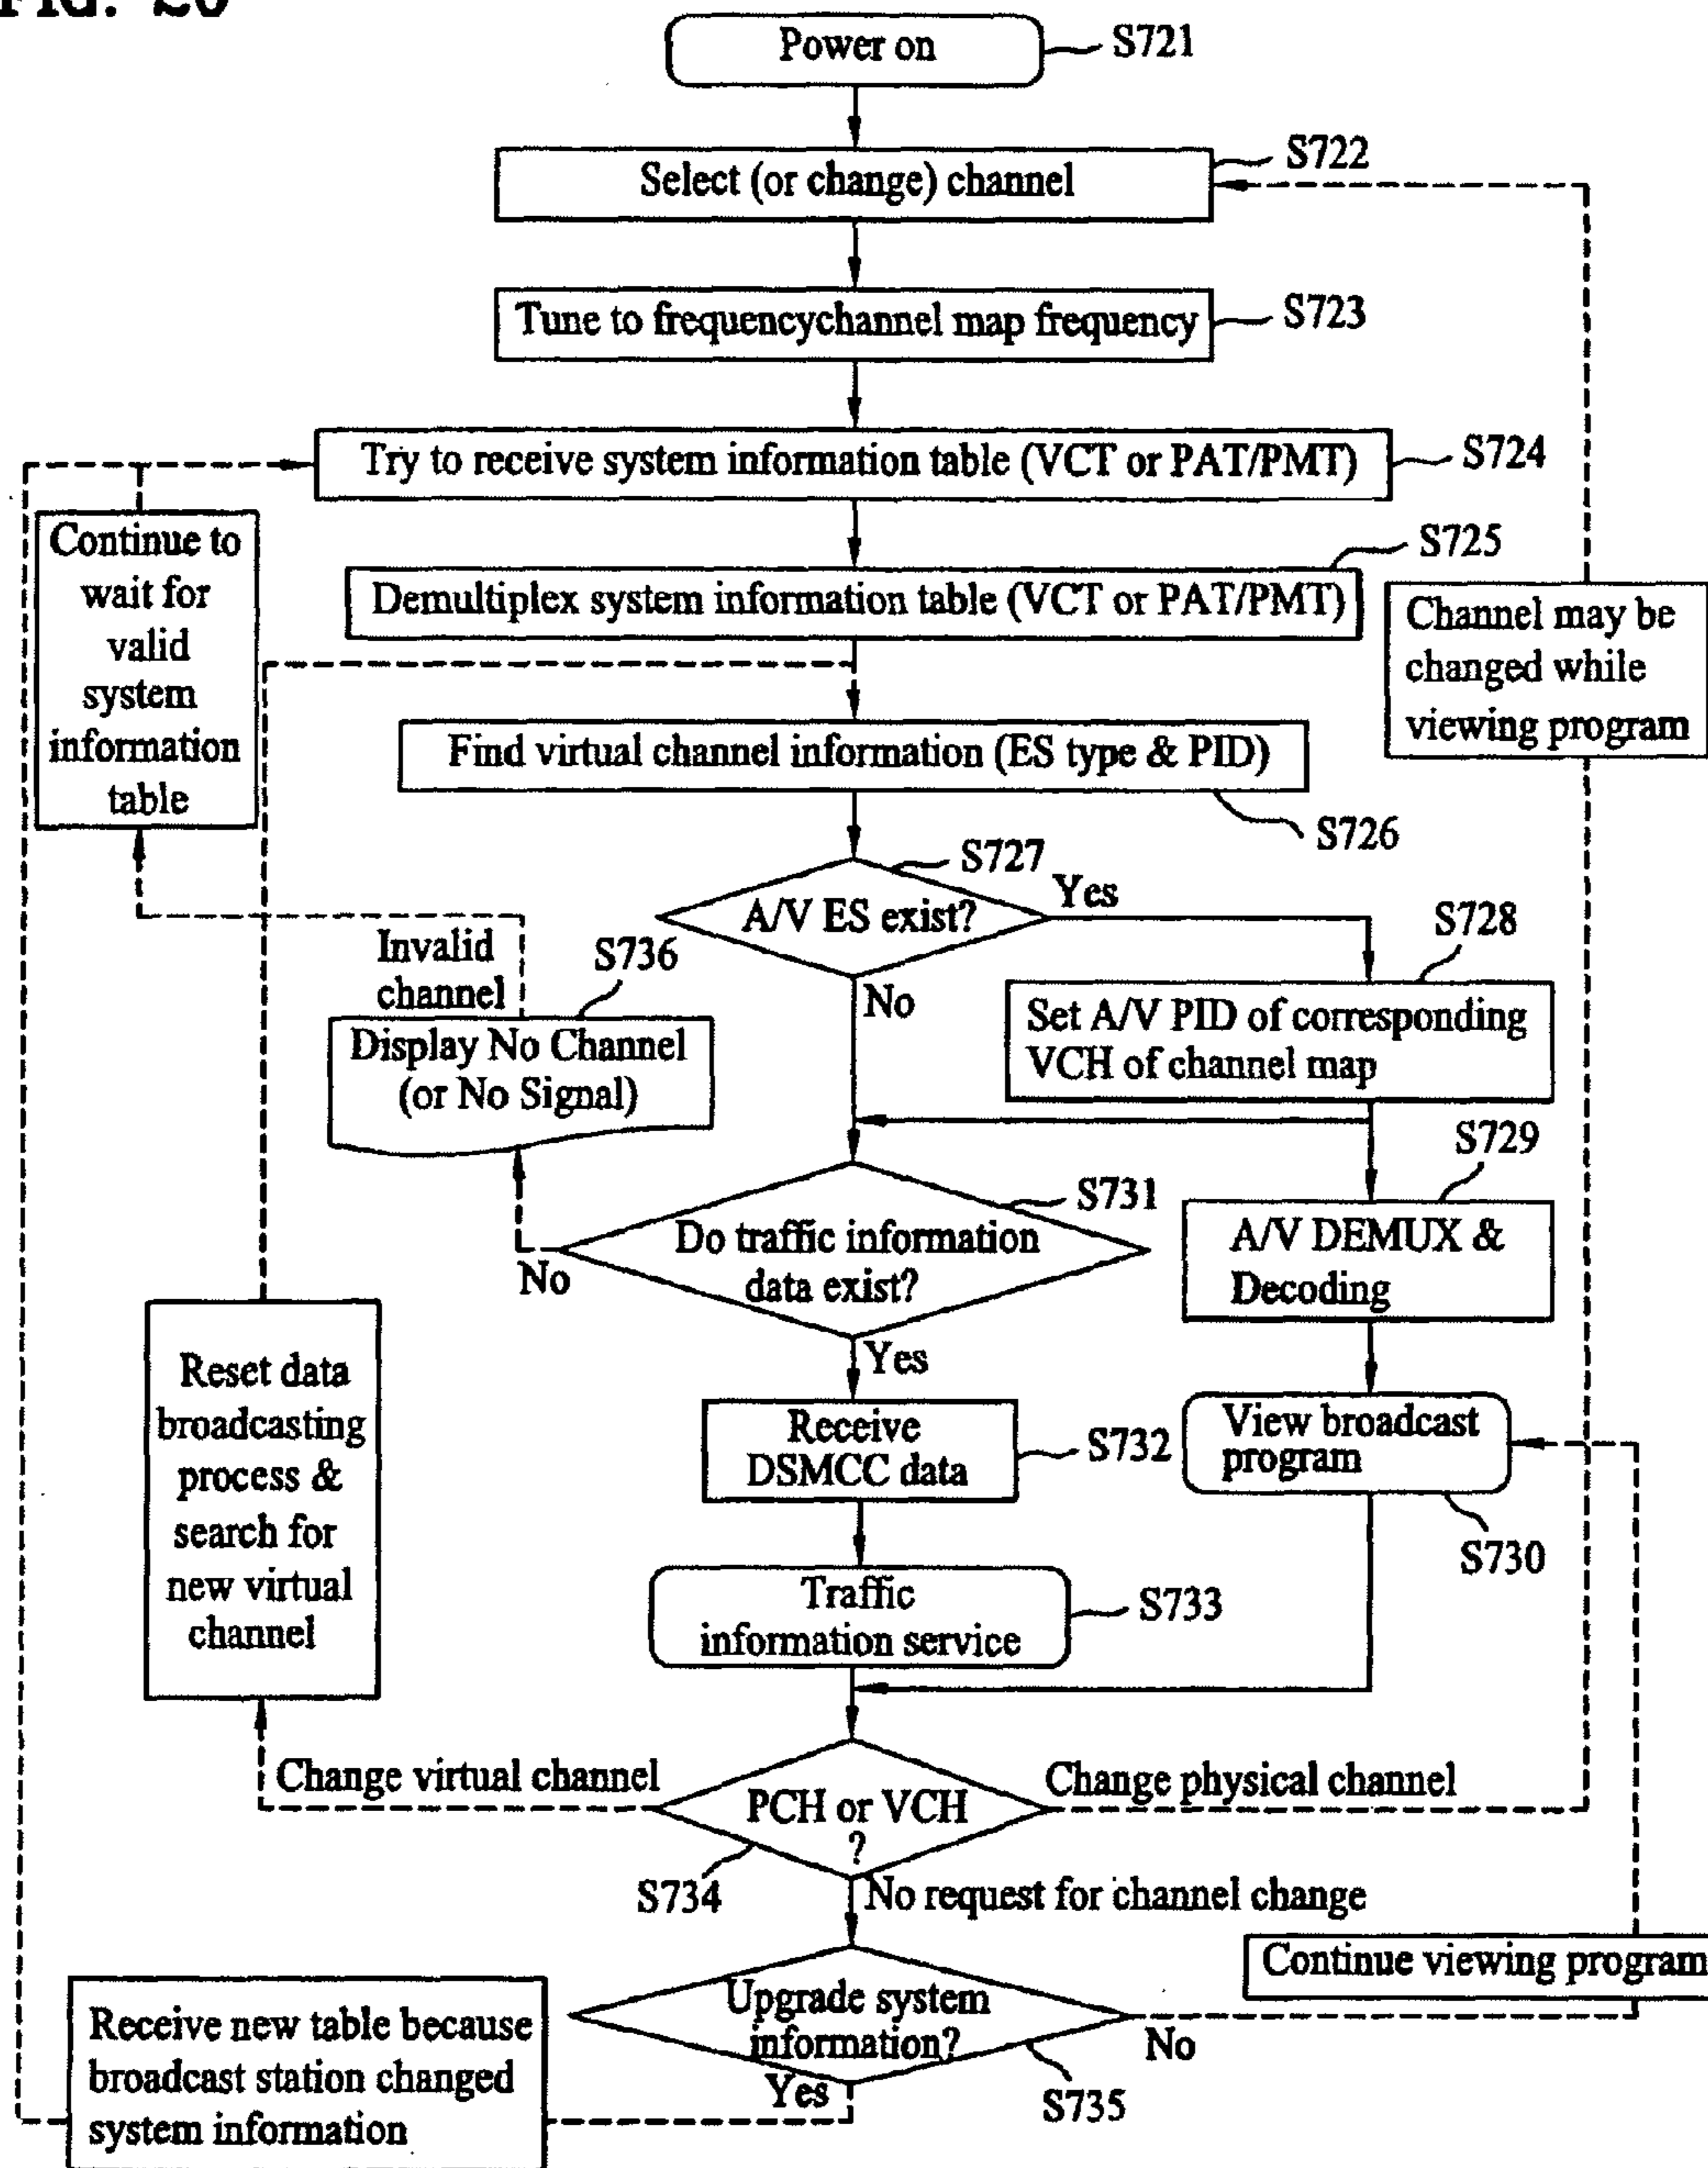 FIG. 26
Power on
S721
Select (or change) channel
S722
Tune to frequencychannel map frequency
S723
Try to receive system information table (VCT or PAT/PMT)
S724
Continue to
wait for
valid
system
information
table
Demultiplex system information table (VCT or PAT/PMT)
S725
Channel may be
changed while
viewing program
Find virtual channel information (ES type & PID)
S726
A/V ES exist?
S727
Yes
No
Set A/V PID of corresponding
VCH of channel map
S728
Invalid
channel
S736
Display No Channel
(or No Signal)
Do traffic information
data exist?
S731
No
Yes
A/V DEMUX &
Decoding
S729
Reset data
broadcasting
process &
search for
new virtual
channel
Receive
DSMCC data
S732
View broadcast
program
S730
Traffic
information service
S733
Change virtual channel
PCH or VCH
?
Change physical channel
S734
No request for channel change
Continue viewing program
Upgrade system
information?
No
Yes
S735
Receive new table because
broadcast station changed
system information